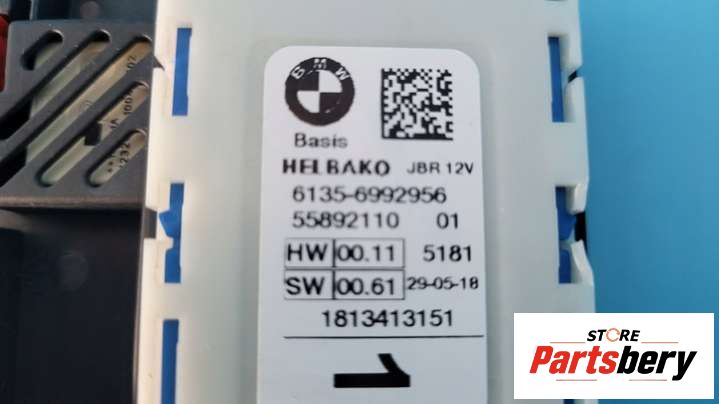 BMW
Basis
HELBAKO JBR 12V
6135-6992956
55892110 01
HW 00.11 5181
SW 00.61 29-05-18
1813413151
1
STORE
Partsbery